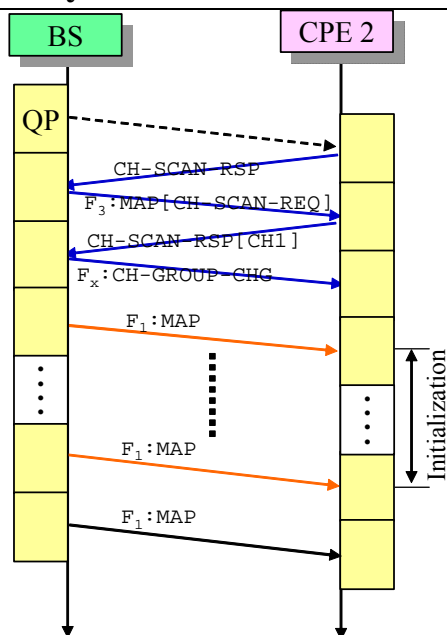 BS
CPE 2
QP
CH-SCAN-RSP
F3:MAP[CH-SCAN-REQ]
CH-SCAN-RSP[CH1]
Fx:CH-GROUP-CHG
F1:MAP
Initialization
F1:MAP
F1:MAP